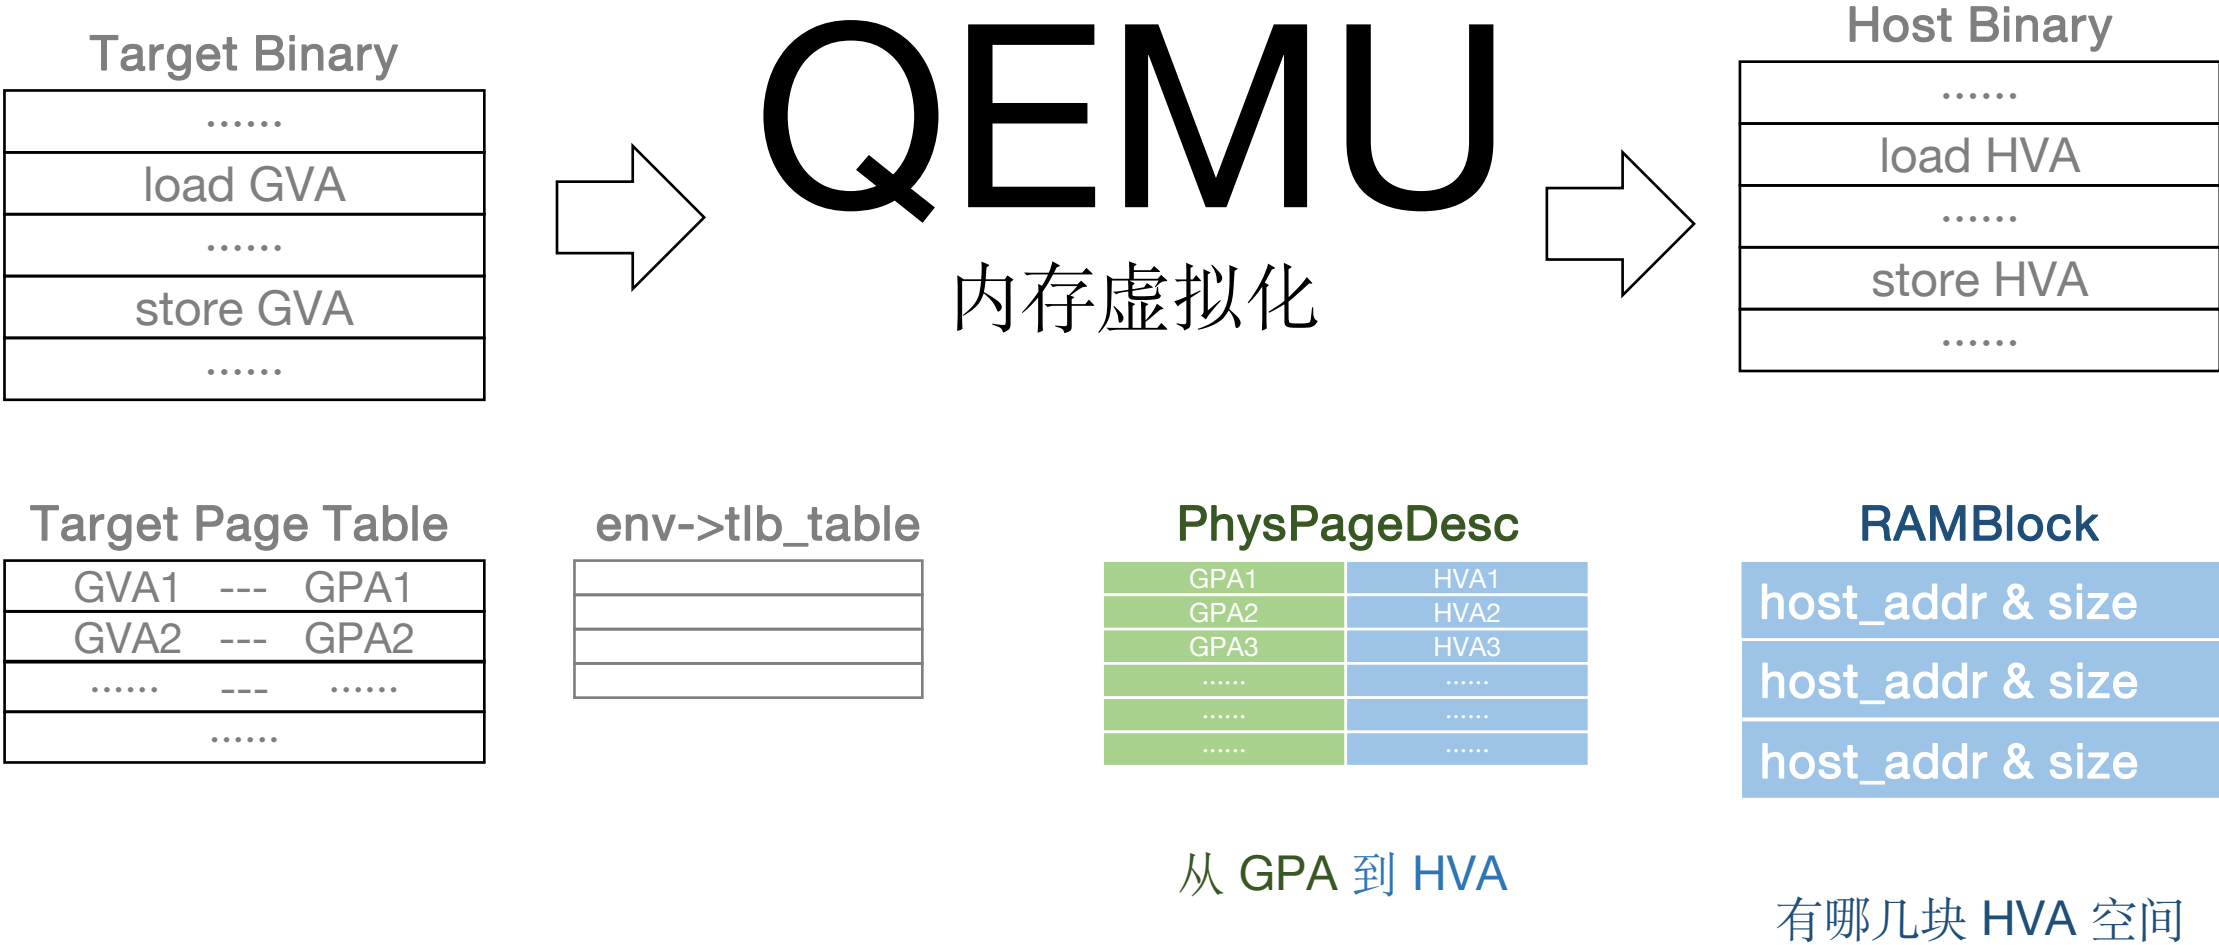 Target Binary
......
load GVA
......
store GVA
......
QEMU
内存虚拟化
Host Binary
......
load HVA
......
store HVA
......
Target Page Table
GVA1 --- GPA1
GVA2 --- GPA2
...... --- ......
......
env->tlb_table
PhysPageDesc
GPA1 HVA1
GPA2 HVA2
GPA3 HVA3
...... ......
...... ......
...... ......
从 GPA 到 HVA
RAMBlock
host_addr & size
host_addr & size
host_addr & size
有哪几块 HVA 空间